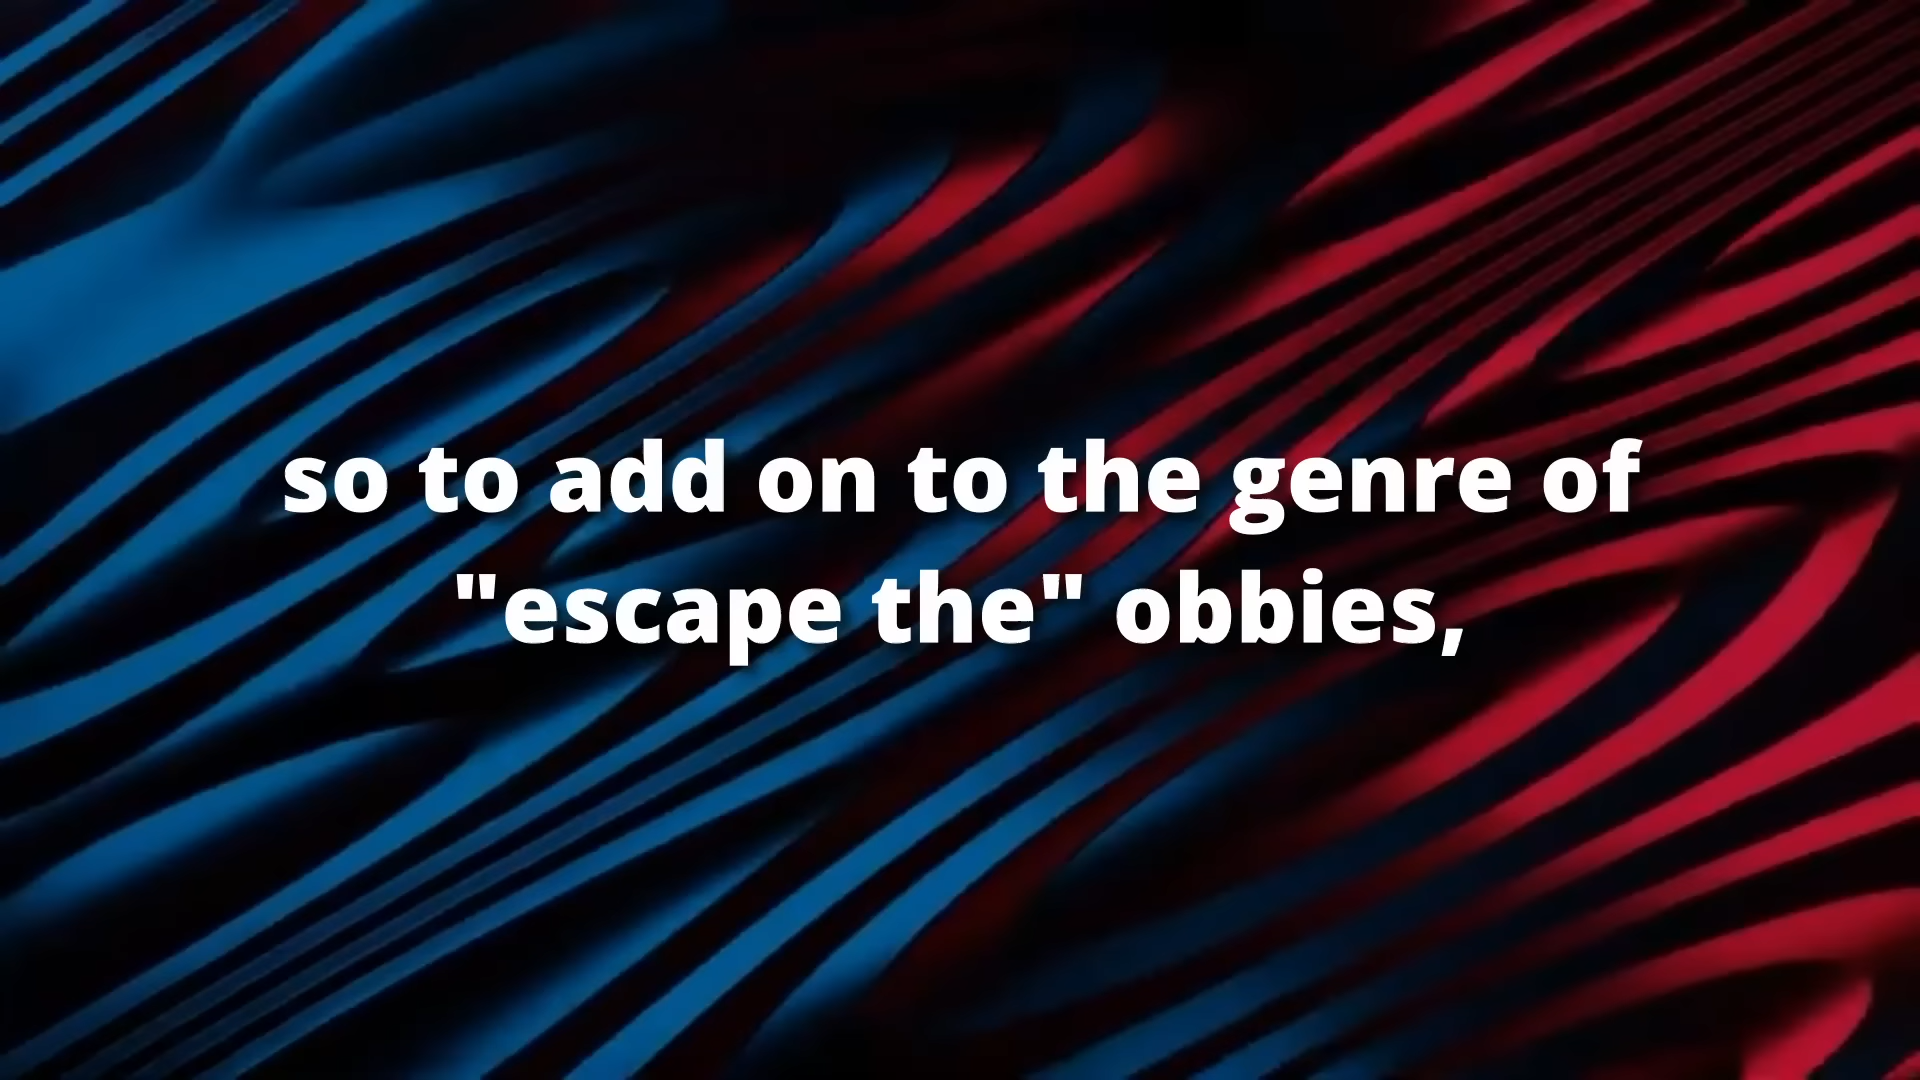 so to add on to the genre of
"escape the" obbies,